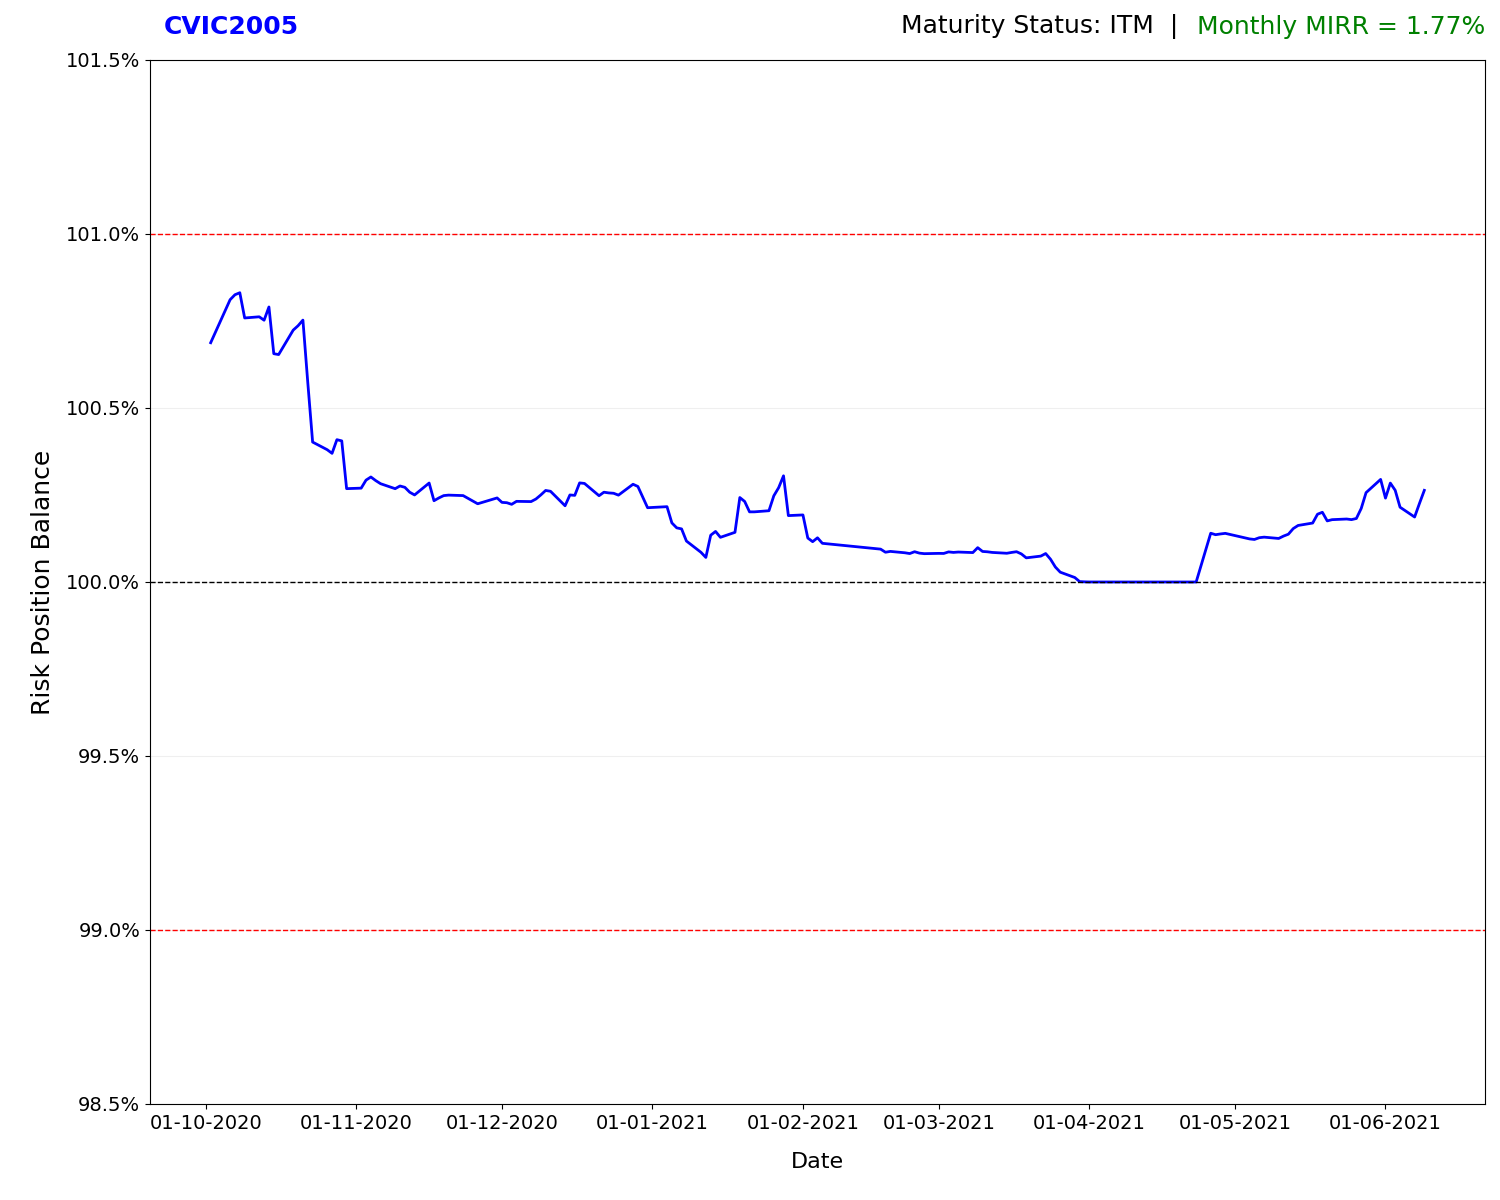 CVIC2005
Maturity Status: ITM | Monthly MIRR = 1.77%
101.5%
101.0%
100.5%
100.0%
99.5%
99.0%
98.5%
Risk Position Balance
01-10-2020 01-11-2020 01-12-2020 01-01-2021 01-02-2021 01-03-2021 01-04-2021 01-05-2021 01-06-2021
Date